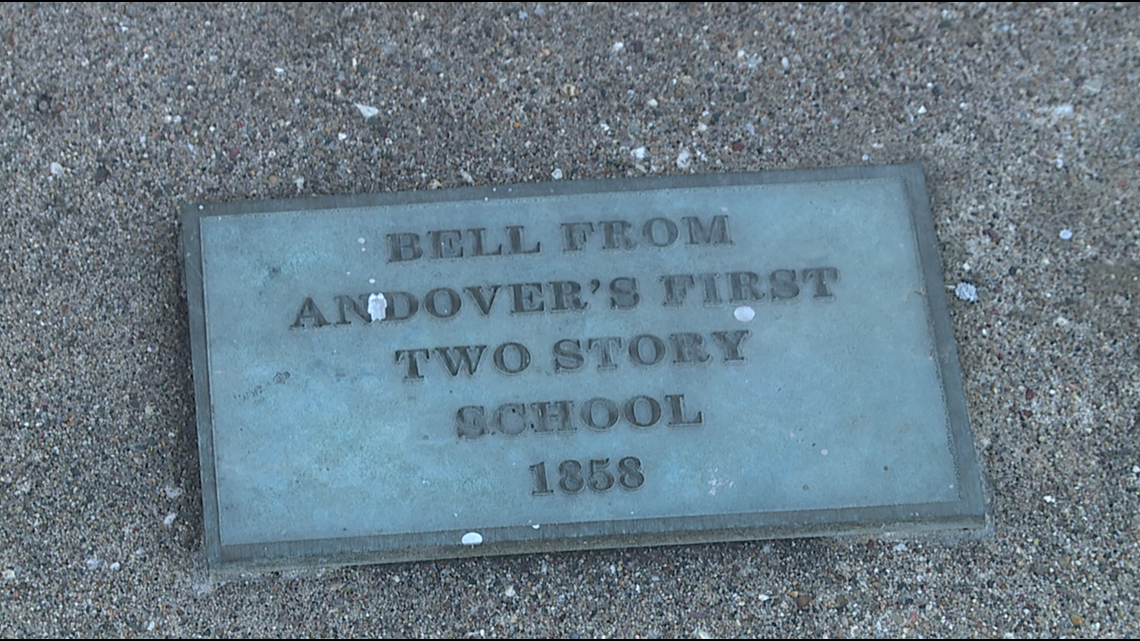 BELL FROM
ANDOVER'S FIRST
TWO STORY
SCHOOL
1858